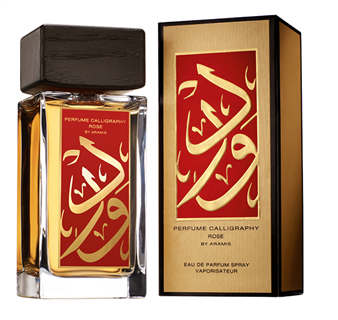 PERFUME CALLIGRAPHY
ROSE
BY ARAMIS
ورد
ورد
PERFUME CALLIGRAPHY
ROSE
BY ARAMIS
EAU DE PARFUM SPRAY
VAPORISATEUR